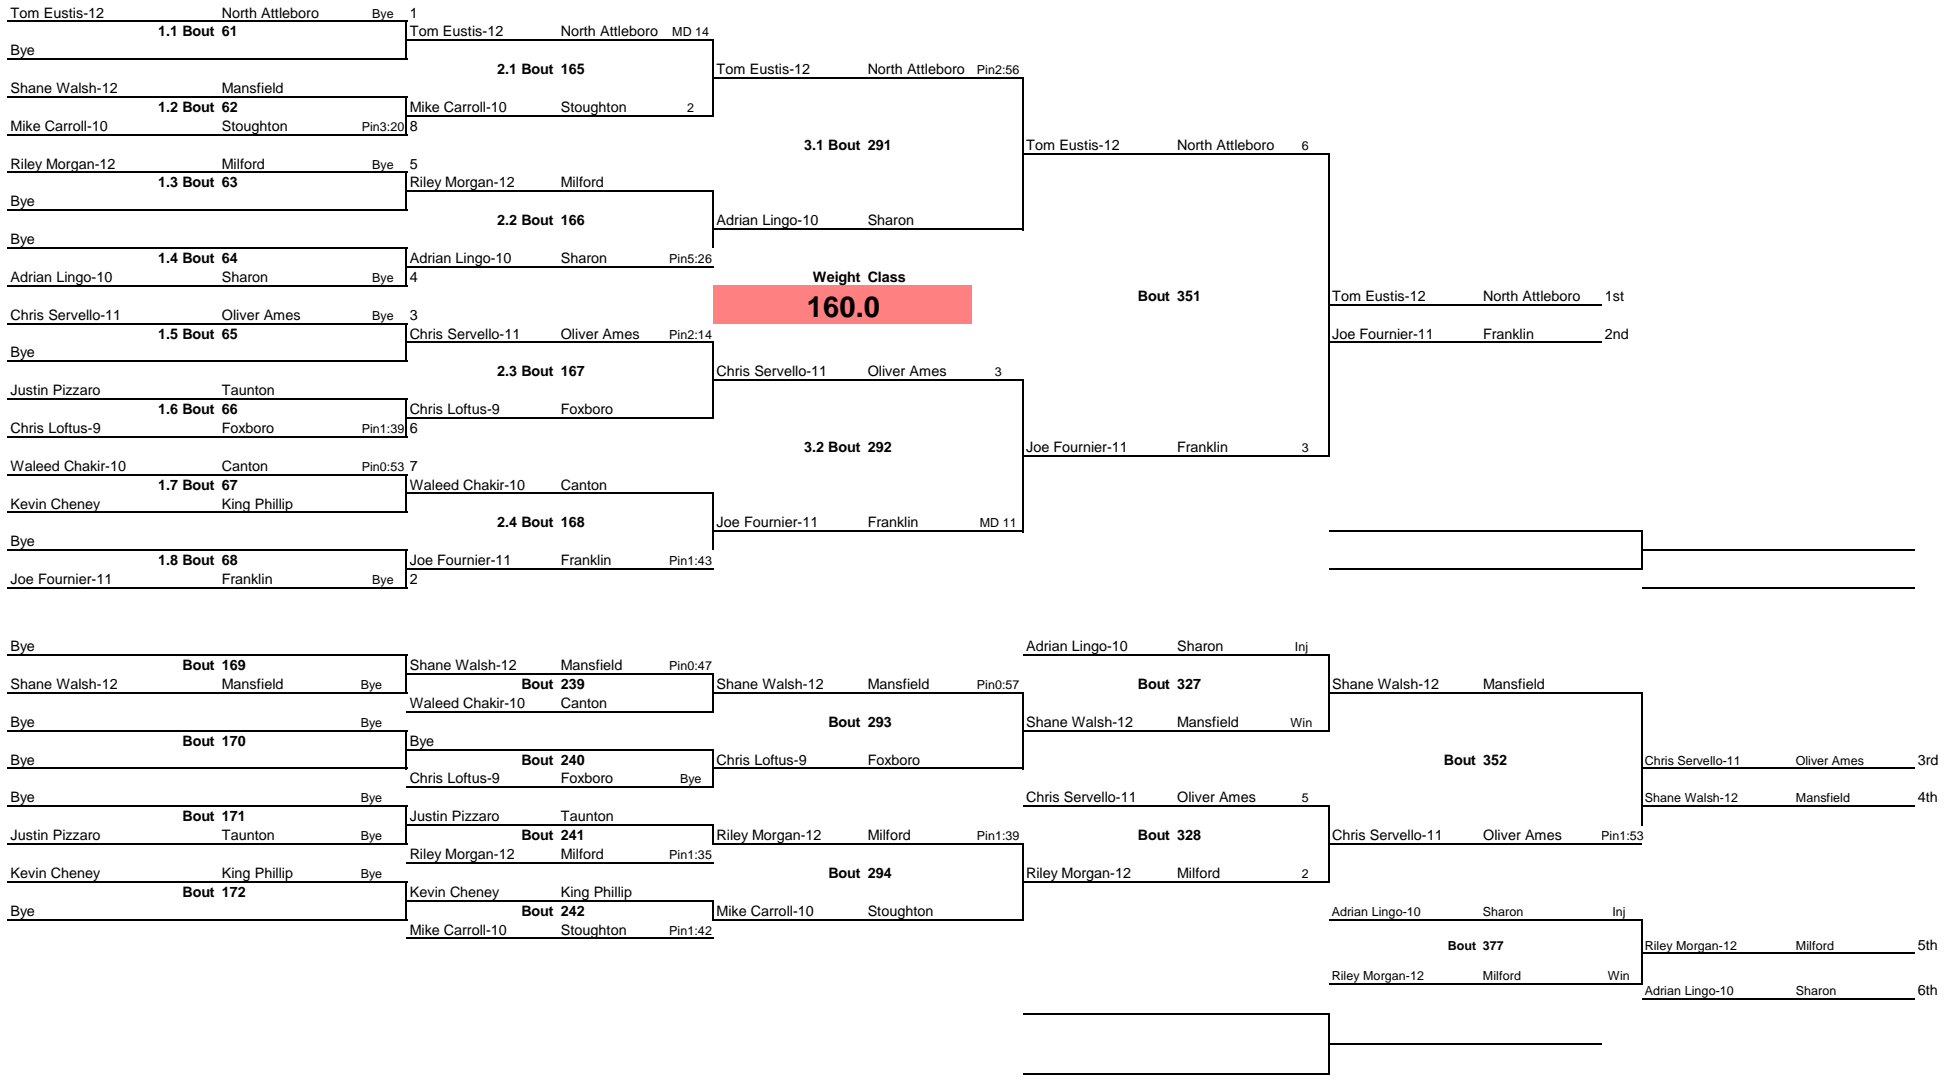 Tom Eustis-12 North Attleboro Bye 1
1.1 Bout 61 Tom Eustis-12 North Attleboro MD 14
Bye
2.1 Bout 165 Tom Eustis-12 North Attleboro Pin2:56
Shane Walsh-12 Mansfield
1.2 Bout 62 Mike Carroll-10 Stoughton 2
Mike Carroll-10 Stoughton Pin3:20 8
3.1 Bout 291 Tom Eustis-12 North Attleboro 6
Riley Morgan-12 Milford Bye 5
1.3 Bout 63 Riley Morgan-12 Milford
Bye
2.2 Bout 166 Adrian Lingo-10 Sharon
Bye
1.4 Bout 64 Adrian Lingo-10 Sharon Pin5:26
Adrian Lingo-10 Sharon Bye 4 Weight Class
Bout 351 Tom Eustis-12 North Attleboro 1st
160.0
Chris Servello-11 Oliver Ames Bye 3
1.5 Bout 65 Chris Servello-11 Oliver Ames Pin2:14 Joe Fournier-11 Franklin 2nd
Bye
2.3 Bout 167 Chris Servello-11 Oliver Ames 3
Justin Pizzaro Taunton
1.6 Bout 66 Chris Loftus-9 Foxboro
Chris Loftus-9 Foxboro Pin1:39 6
3.2 Bout 292 Joe Fournier-11 Franklin 3
Waleed Chakir-10 Canton Pin0:53 7
1.7 Bout 67 Waleed Chakir-10 Canton
Kevin Cheney King Phillip
2.4 Bout 168 Joe Fournier-11 Franklin MD 11
Bye
1.8 Bout 68 Joe Fournier-11 Franklin Pin1:43
Joe Fournier-11 Franklin Bye 2
Bye Adrian Lingo-10 Sharon Inj
Bout 169 Shane Walsh-12 Mansfield Pin0:47
Shane Walsh-12 Mansfield Bye Bout 239 Shane Walsh-12 Mansfield Pin0:57 Bout 327 Shane Walsh-12 Mansfield
Waleed Chakir-10 Canton
Bye Bye Bout 293 Shane Walsh-12 Mansfield Win
Bout 170 Bye
Bye Bout 240 Chris Loftus-9 Foxboro Bout 352 Chris Servello-11 Oliver Ames 3rd
Chris Loftus-9 Foxboro Bye
Bye Bye Chris Servello-11 Oliver Ames 5 Shane Walsh-12 Mansfield 4th
Bout 171 Justin Pizzaro Taunton
Justin Pizzaro Taunton Bye Bout 241 Riley Morgan-12 Milford Pin1:39 Bout 328 Chris Servello-11 Oliver Ames Pin1:53
Riley Morgan-12 Milford Pin1:35
Kevin Cheney King Phillip Bye Bout 294 Riley Morgan-12 Milford 2
Bout 172 Kevin Cheney King Phillip
Bye Bout 242 Mike Carroll-10 Stoughton Adrian Lingo-10 Sharon Inj
Mike Carroll-10 Stoughton Pin1:42
Bout 377 Riley Morgan-12 Milford 5th
Riley Morgan-12 Milford Win
Adrian Lingo-10 Sharon 6th